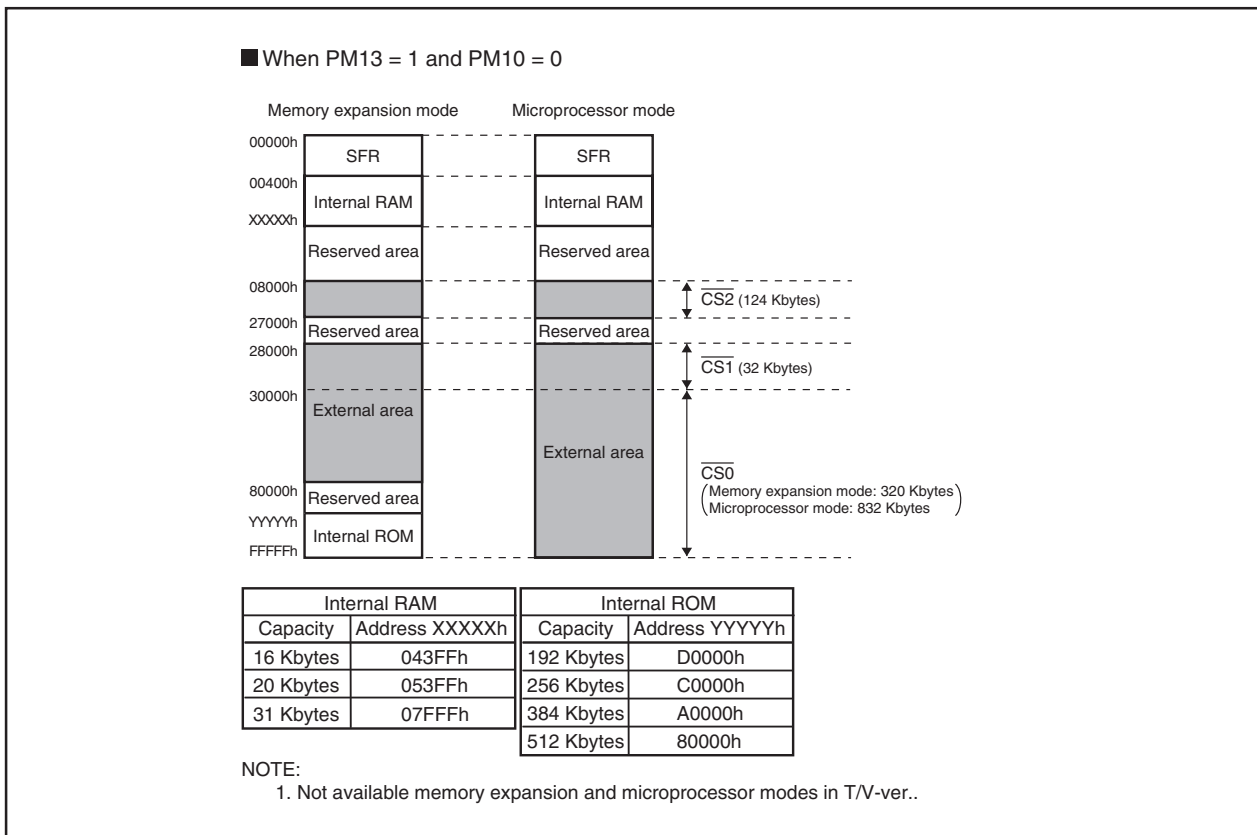 ■ When PM13 = 1 and PM10 = 0
Memory expansion mode
Microprocessor mode
00000h
SFR
SFR
00400h
Internal RAM
Internal RAM
XXXXXh
Reserved area
Reserved area
08000h
CS2 (124 Kbytes)
27000h
Reserved area
Reserved area
28000h
CS1 (32 Kbytes)
30000h
External area
External area
CS0
(Memory expansion mode: 320 Kbytes
Microprocessor mode: 832 Kbytes)
80000h
Reserved area
YYYYYh
Internal ROM
FFFFFh
Internal RAM
Capacity Address XXXXXh
16 Kbytes 043FFh
20 Kbytes 053FFh
31 Kbytes 07FFFh
Internal ROM
Capacity Address YYYYYh
192 Kbytes D0000h
256 Kbytes C0000h
384 Kbytes A0000h
512 Kbytes 80000h
NOTE:
1. Not available memory expansion and microprocessor modes in T/V-ver..